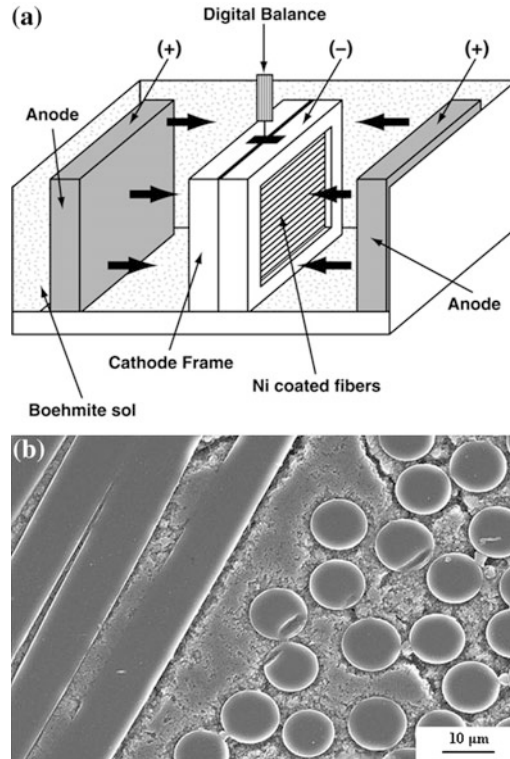 (a)
Digital Balance
(+)
(–)
(+)
Anode
Anode
Cathode Frame
Ni coated fibers
Boehmite sol
(b)
10 µm